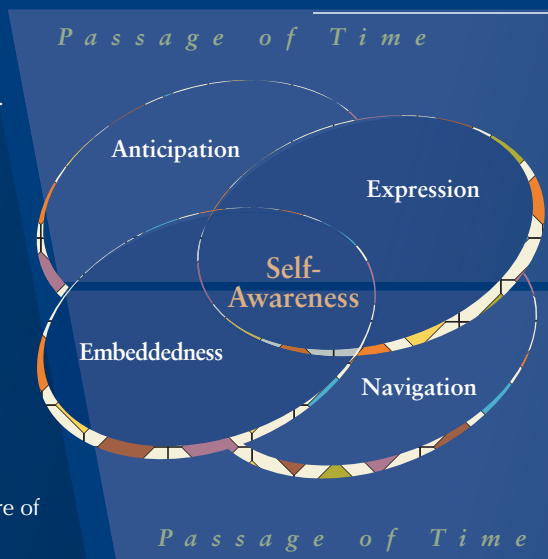 Passage of Time
Anticipation
Expression
Self-
Awareness
Embeddedness
Navigation
re of
Passage of Time